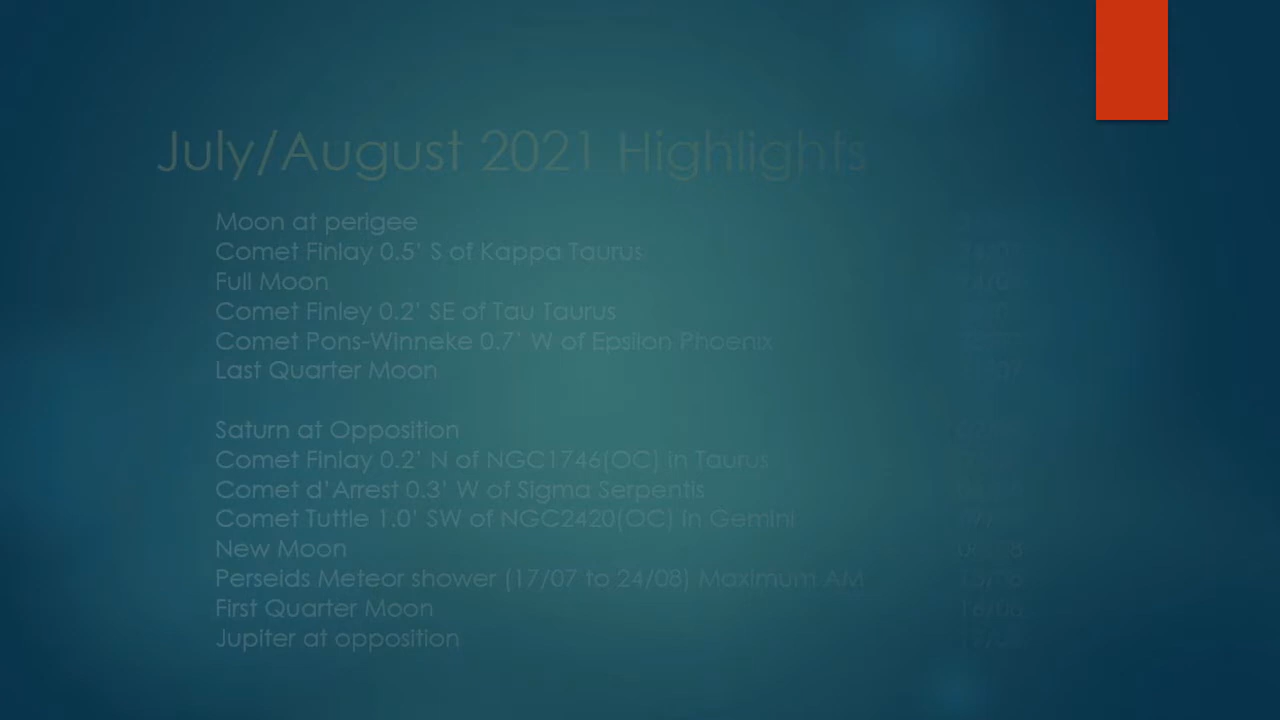 July/August 2021 Highlights
Moon at perigee
Comet Finlay 0.5' S of Kappa Taurus
Full Moon
Comet Finley 0.2' SE of Tau Taurus
Comet Pons-Winneke 0.7' W of Epsilon Phoenix
Last Quarter Moon
Saturn at Opposition
Comet Finlay 0.2' N of NGC1746(OC) in Taurus
Comet d'Arrest 0.3' W of Sigma Serpentis
Comet Tuttle 1.0' SW of NGC2420(OC) in Gemini
New Moon
Perseids Meteor shower (17/07 to 24/08) Maximum AM
First Quarter Moon
Jupiter at opposition